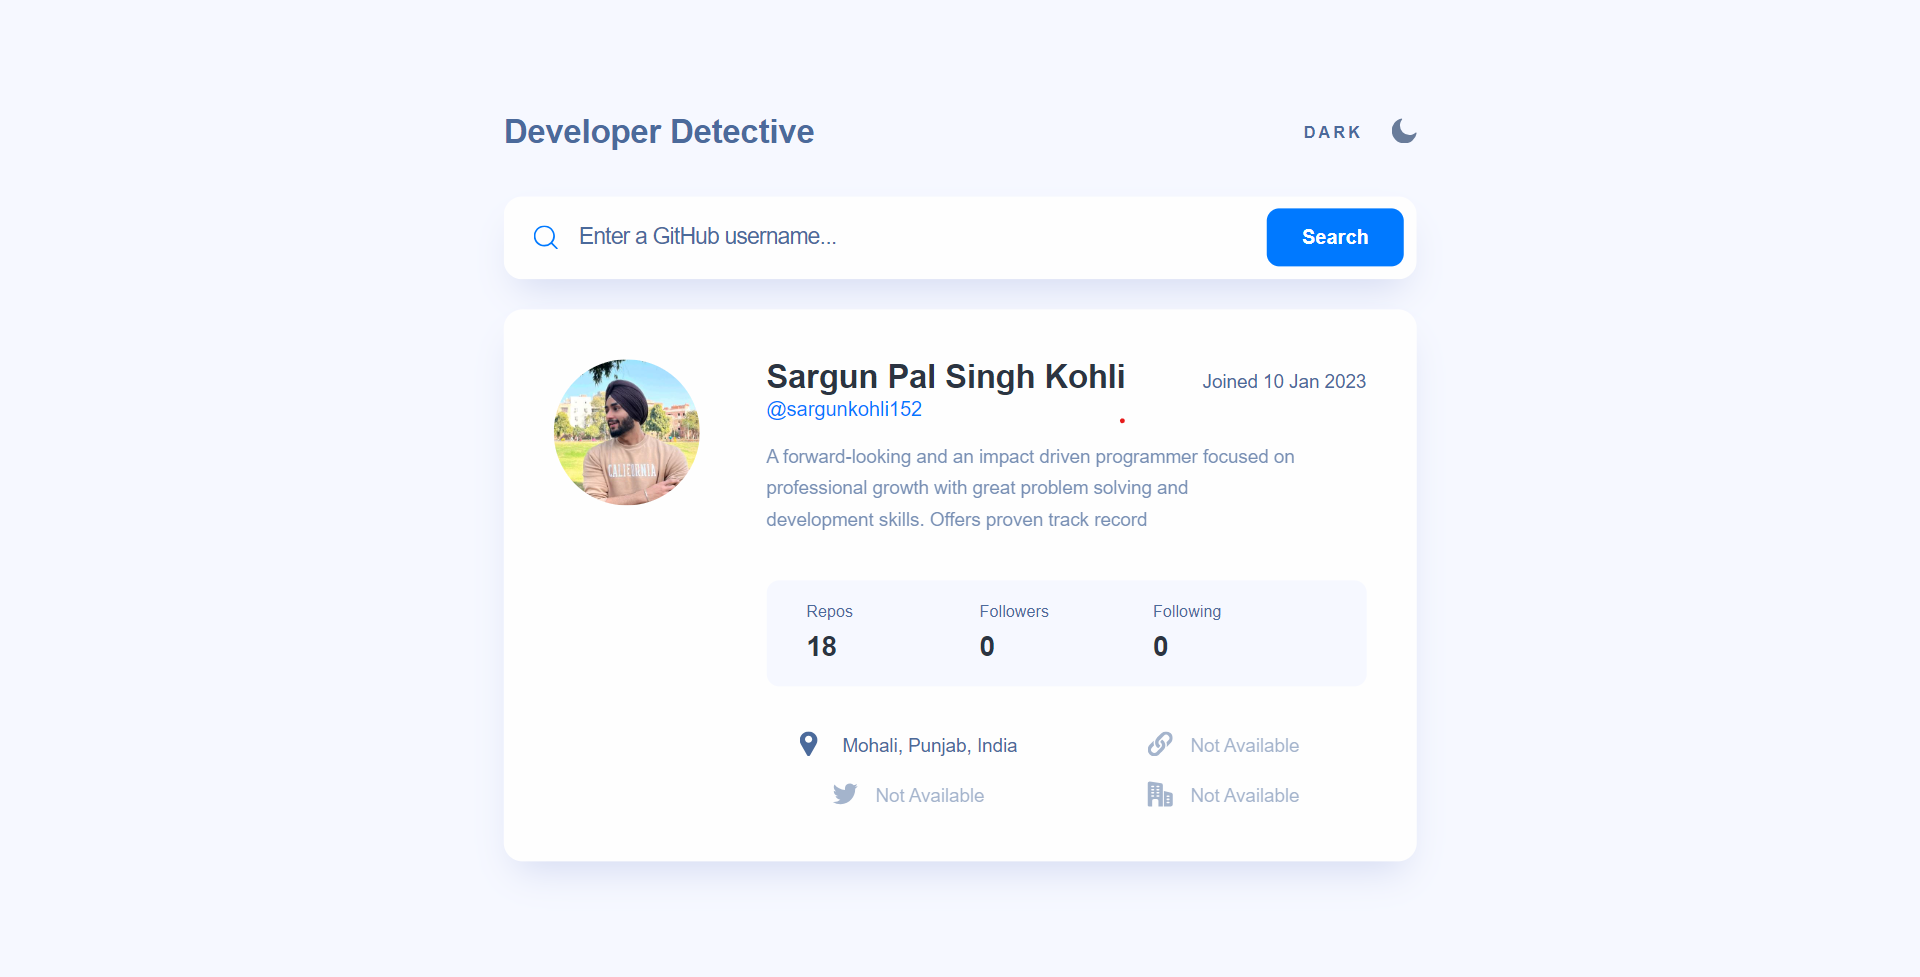 Developer Detective
DARK
Enter a GitHub username...
Search
CALIFORNIA
Sargun Pal Singh Kohli
Joined 10 Jan 2023
@sargunkohli152
A forward-looking and an impact driven programmer focused on
professional growth with great problem solving and
development skills. Offers proven track record
Repos Followers Following
18 0 0
Mohali, Punjab, India Not Available
Not Available Not Available